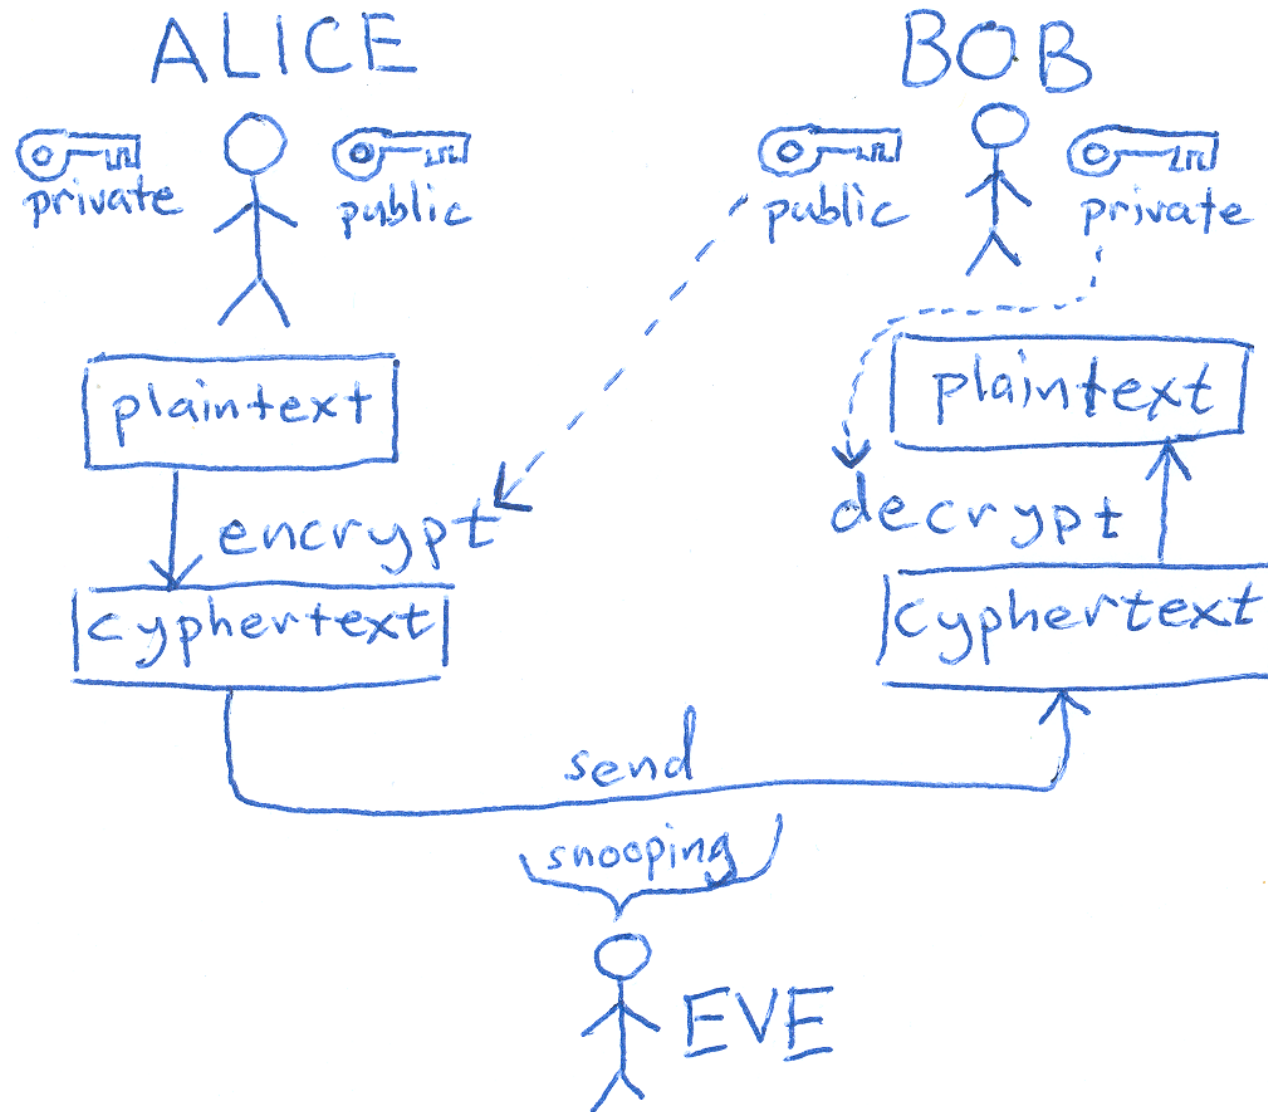 ALICE
BOB
private
public
public
private
plaintext
plaintext
encrypt
decrypt
cyphertext
cyphertext
send
snooping
EVE